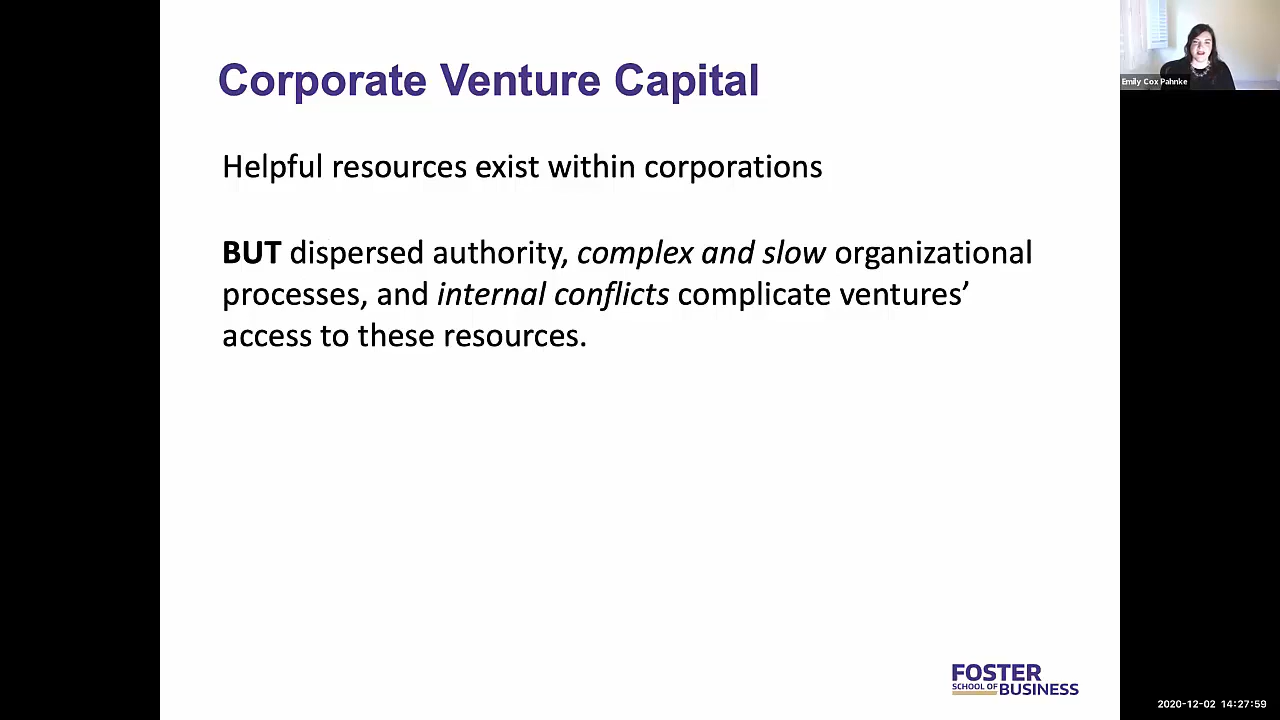 Corporate Venture Capital
Emily Cox Pahnke
Helpful resources exist within corporations
BUT dispersed authority, complex and slow organizational
processes, and internal conflicts complicate ventures’
access to these resources.
FOSTER
SCHOOL OF BUSINESS
2020-12-02 14:27:59